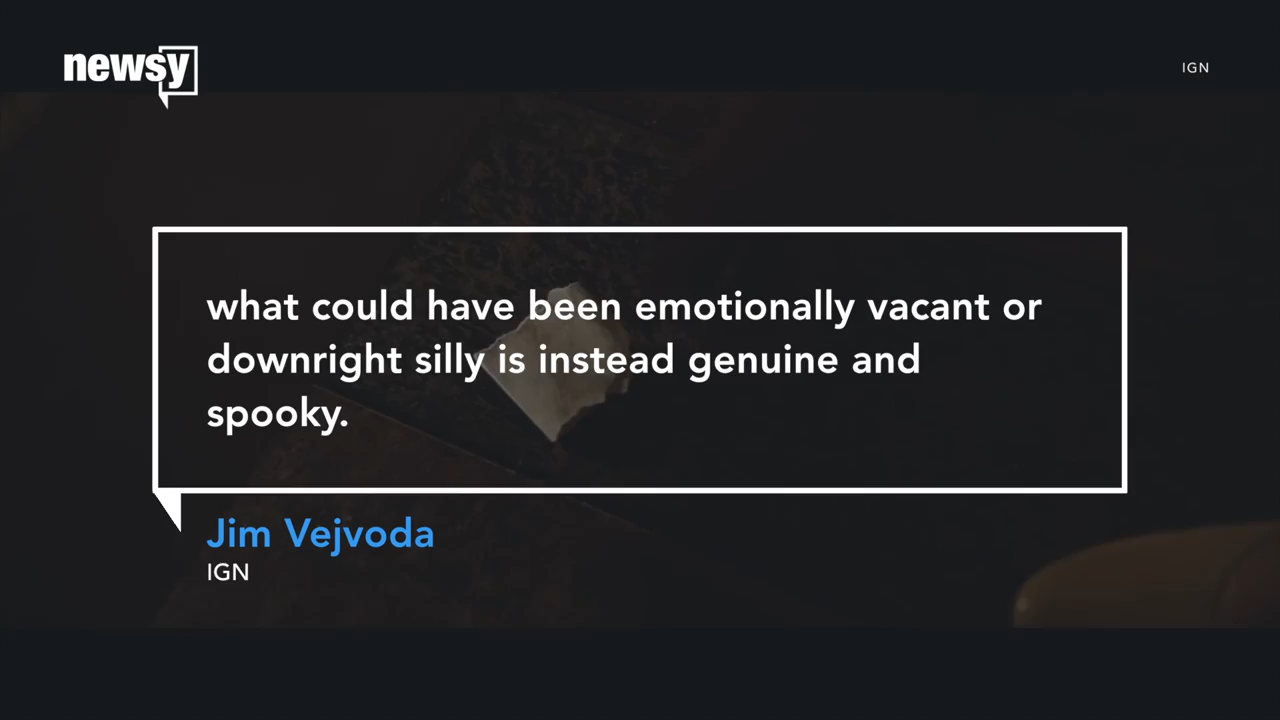 newsy
IGN
what could have been emotionally vacant or
downright silly is instead genuine and
spooky.
Jim Vejvoda
IGN